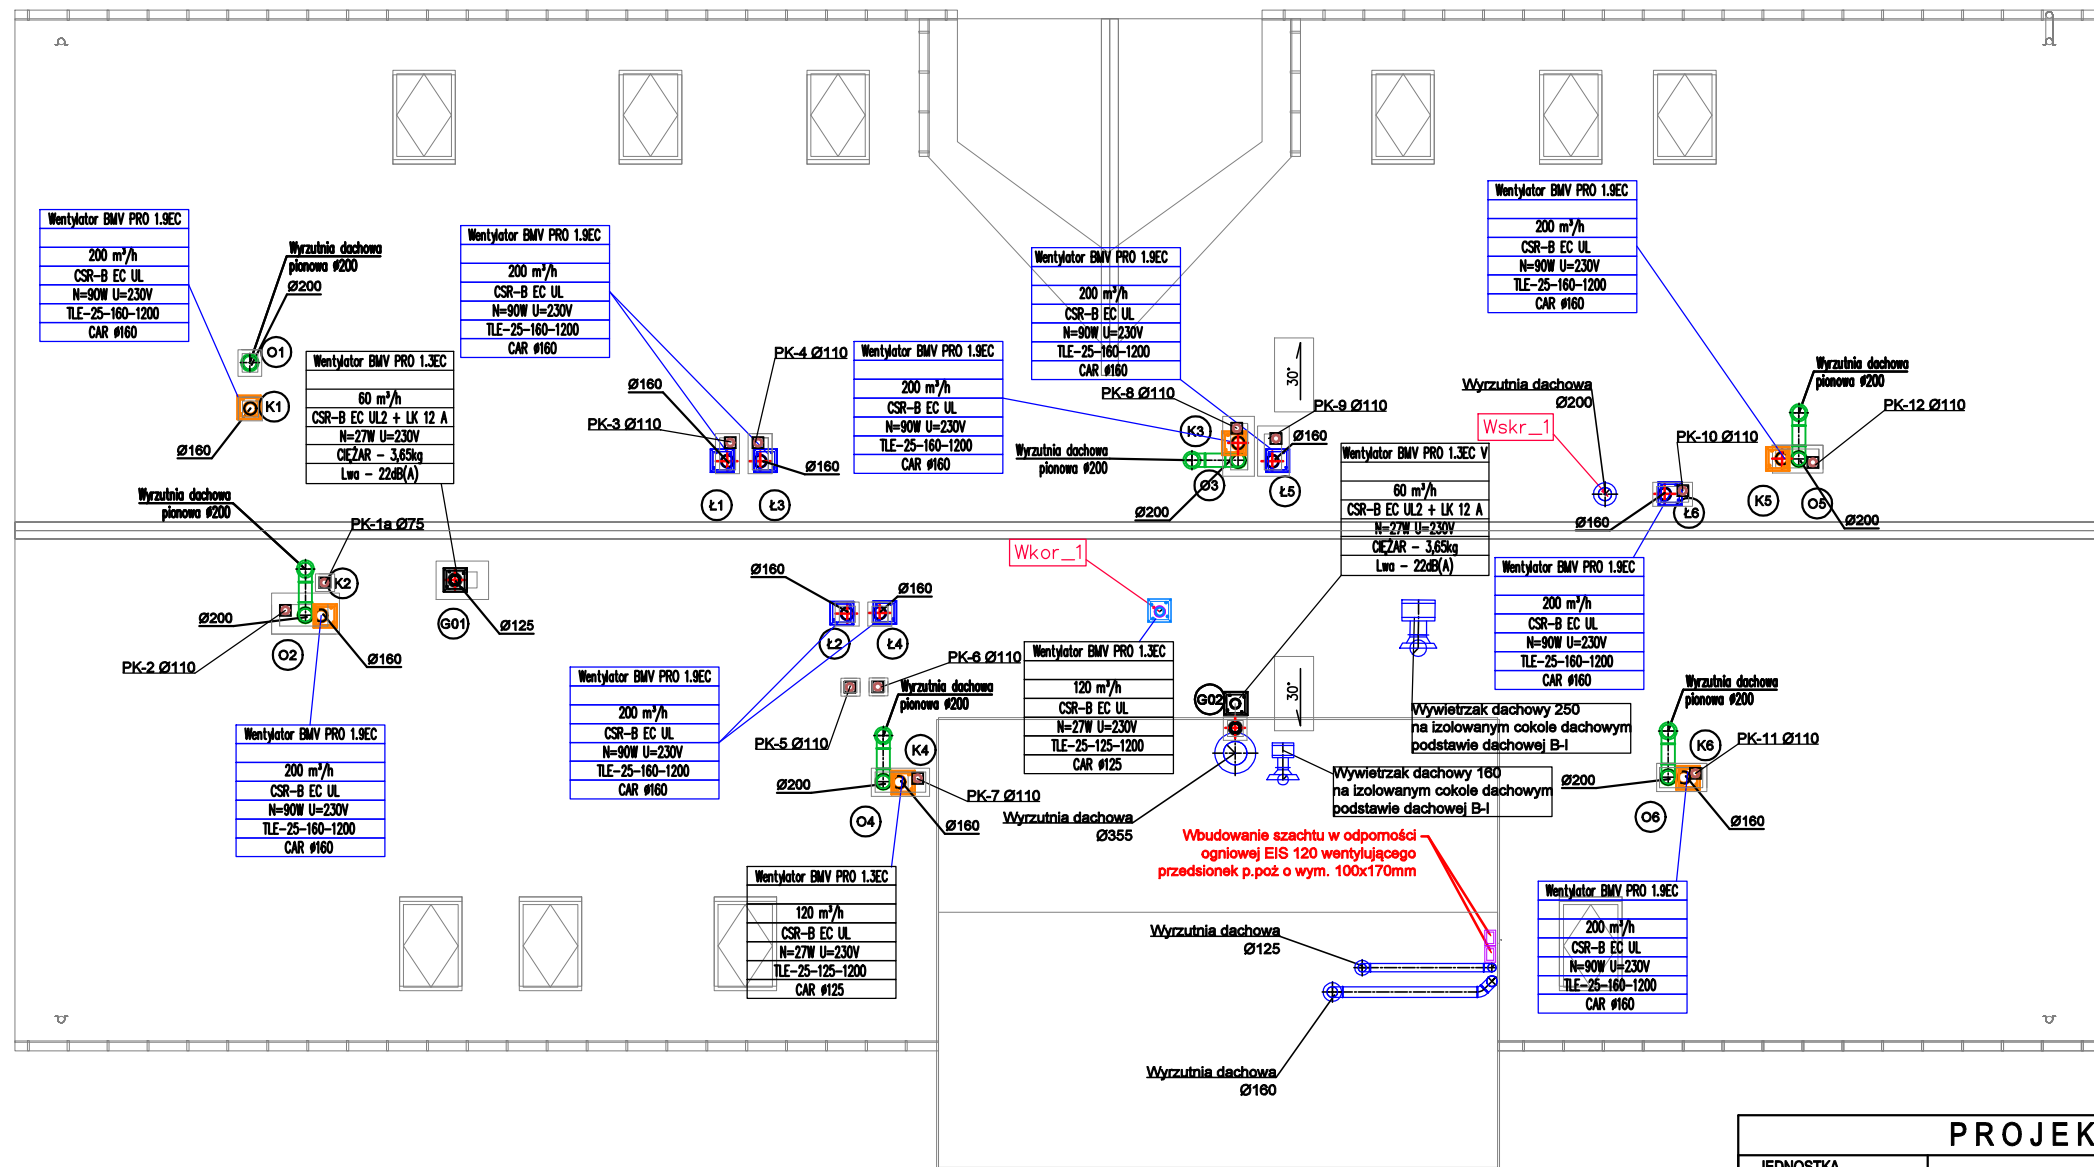 Wentylator BMV PRO 1.9EC
200 m³/h
CSR-B EC UL
N=90W U=230V
TLE-25-160-1200
CAR ø160
Wyrzutnia dachowa
pionowa ø200
Ø200
O1
K1
Ø160
Wentylator BMV PRO 1.3EC
60 m³/h
CSR-B EC UL2 + LK 12 A
N=27W U=230V
CIĘŻAR - 3,65kg
Lwa - 22dB(A)
Wentylator BMV PRO 1.9EC
200 m³/h
CSR-B EC UL
N=90W U=230V
TLE-25-160-1200
CAR ø160
PK-4 Ø110
Ø160
PK-3 Ø110
Ø160
Ł1
Ł3
Wentylator BMV PRO 1.9EC
200 m³/h
CSR-B EC UL
N=90W U=230V
TLE-25-160-1200
CAR ø160
Wentylator BMV PRO 1.9EC
200 m³/h
CSR-B EC UL
N=90W U=230V
TLE-25-160-1200
CAR ø160
PK-8 Ø110
K3
Wyrzutnia dachowa
pionowa ø200
O3
Ø200
30°
PK-9 Ø110
Ø160
Ł5
Wentylator BMV PRO 1.3EC V
60 m³/h
CSR-B EC UL2 + LK 12 A
N=27W U=230V
CIĘŻAR - 3,65kg
Lwa - 22dB(A)
Wentylator BMV PRO 1.9EC
200 m³/h
CSR-B EC UL
N=90W U=230V
TLE-25-160-1200
CAR ø160
Wyrzutnia dachowa
Ø200
Wskr_1
PK-10 Ø110
Ø160
Ł6
Wyrzutnia dachowa
pionowa ø200
PK-12 Ø110
K5
O5
Ø200
Wyrzutnia dachowa
pionowa ø200
PK-1a Ø75
K2
Ø200
O2
PK-2 Ø110
Ø160
G01
Ø125
Wentylator BMV PRO 1.9EC
200 m³/h
CSR-B EC UL
N=90W U=230V
TLE-25-160-1200
CAR ø160
Ø160
Ø160
Ł2
Ł4
Wentylator BMV PRO 1.9EC
200 m³/h
CSR-B EC UL
N=90W U=230V
TLE-25-160-1200
CAR ø160
PK-6 Ø110
PK-5 Ø110
Wyrzutnia dachowa
pionowa ø200
K4
Ø200
PK-7 Ø110
O4
Ø160
Wentylator BMV PRO 1.3EC
120 m³/h
CSR-B EC UL
N=27W U=230V
TLE-25-125-1200
CAR ø125
Wkor_1
Wentylator BMV PRO 1.3EC
120 m³/h
CSR-B EC UL
N=27W U=230V
TLE-25-125-1200
CAR ø125
G02
30°
Wyrzutnia dachowa
Ø355
Wywietrzak dachowy 250
na izolowanym cokole dachowym
podstawie dachowej B-I
Wywietrzak dachowy 160
na izolowanym cokole dachowym
podstawie dachowej B-I
Wbudowanie szachtu w odporności
ogniowej EIS 120 wentylującego
przedsionek p.poż o wym. 100x170mm
Wyrzutnia dachowa
Ø125
Wyrzutnia dachowa
Ø160
Wentylator BMV PRO 1.9EC
200 m³/h
CSR-B EC UL
N=90W U=230V
TLE-25-160-1200
CAR ø160
Wyrzutnia dachowa
pionowa ø200
K6
PK-11 Ø110
Ø200
O6
Ø160
Wentylator BMV PRO 1.9EC
200 m³/h
CSR-B EC UL
N=90W U=230V
TLE-25-160-1200
CAR ø160
PROJEK
JEDNOSTKA